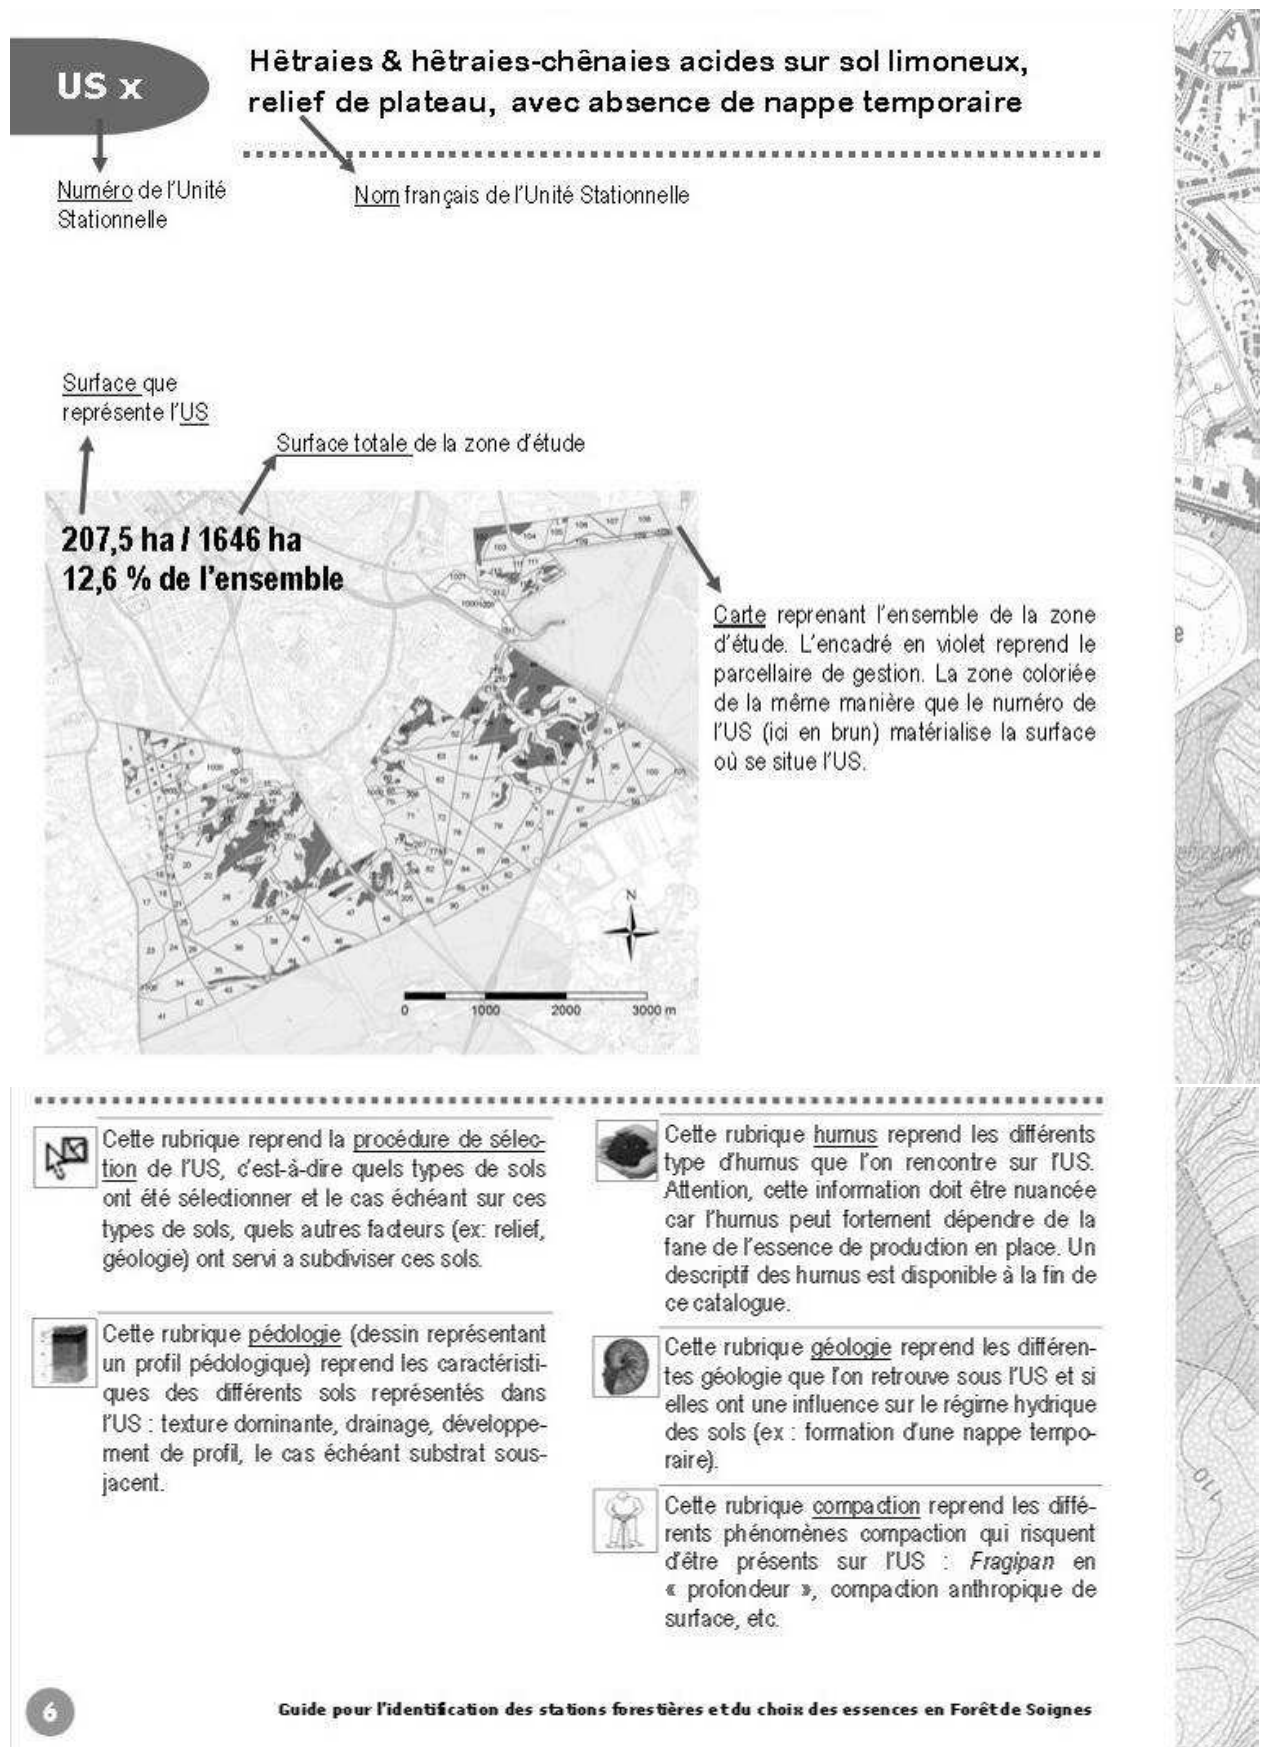 US x
Hêtraies & hêtraies-chênaies acides sur sol limoneux,
relief de plateau, avec absence de nappe temporaire
Numéro de l'Unité
Stationnelle
Nom français de l'Unité Stationnelle
Surface que
représente l'US
Surface totale de la zone d'étude
207,5 ha / 1646 ha
12,6 % de l'ensemble
Carte reprenant l'ensemble de la zone
d'étude. L'encadré en violet reprend le
parcellaire de gestion. La zone coloriée
de la même manière que le numéro de
l'US (ici en brun) matérialise la surface
où se situe l'US.
N
0 1000 2000 3000 m
Cette rubrique reprend la procédure de sélec-
tion de l'US, c'est-à-dire quels types de sols
ont été sélectionner et le cas échéant sur ces
types de sols, quels autres facteurs (ex: relief,
géologie) ont servi a subdiviser ces sols.
Cette rubrique pédologie (dessin représentant
un profil pédologique) reprend les caractéristi-
ques des différents sols représentés dans
l'US : texture dominante, drainage, développe-
ment de profil, le cas échéant substrat sous-
jacent.
Cette rubrique humus reprend les différents
type d'humus que l'on rencontre sur l'US.
Attention, cette information doit être nuancée
car l'humus peut fortement dépendre de la
fane de l'essence de production en place. Un
descriptif des humus est disponible à la fin de
ce catalogue.
Cette rubrique géologie reprend les différen-
tes géologie que l'on retrouve sous l'US et si
elles ont une influence sur le régime hydrique
des sols (ex : formation d'une nappe tempo-
raire).
Cette rubrique compaction reprend les diffé-
rents phénomènes compaction qui risquent
d'être présents sur l'US : Fragipan en
« profondeur », compaction anthropique de
surface, etc.
110
6
Guide pour l'identification des stations forestières et du choix des essences en Forêt de Soignes